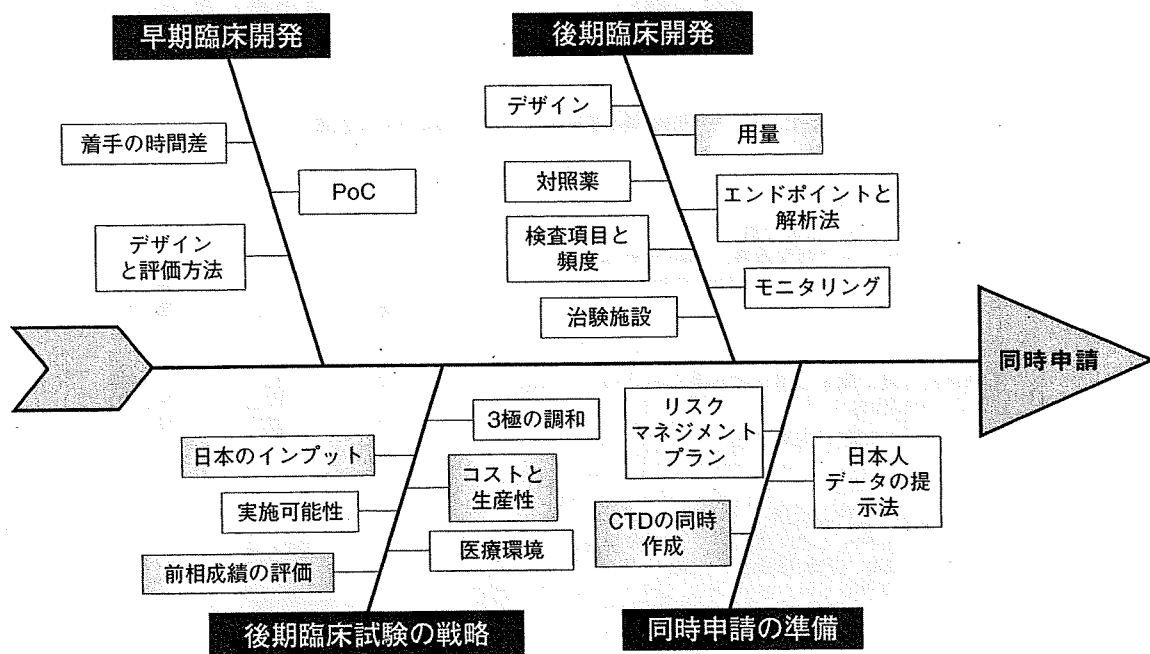 早期臨床開発
着手の時間差
PoC
デザイン
と評価方法
後期臨床開発
デザイン
用量
対照薬
エンドポイントと
解析法
検査項目と
頻度
モニタリング
治験施設
同時申請
3極の調和
日本のインプット
コストと
生産性
実施可能性
医療環境
前相成績の評価
後期臨床試験の戦略
リスク
マネジメント
プラン
日本人
データの提
示法
CTDの同時
作成
同時申請の準備